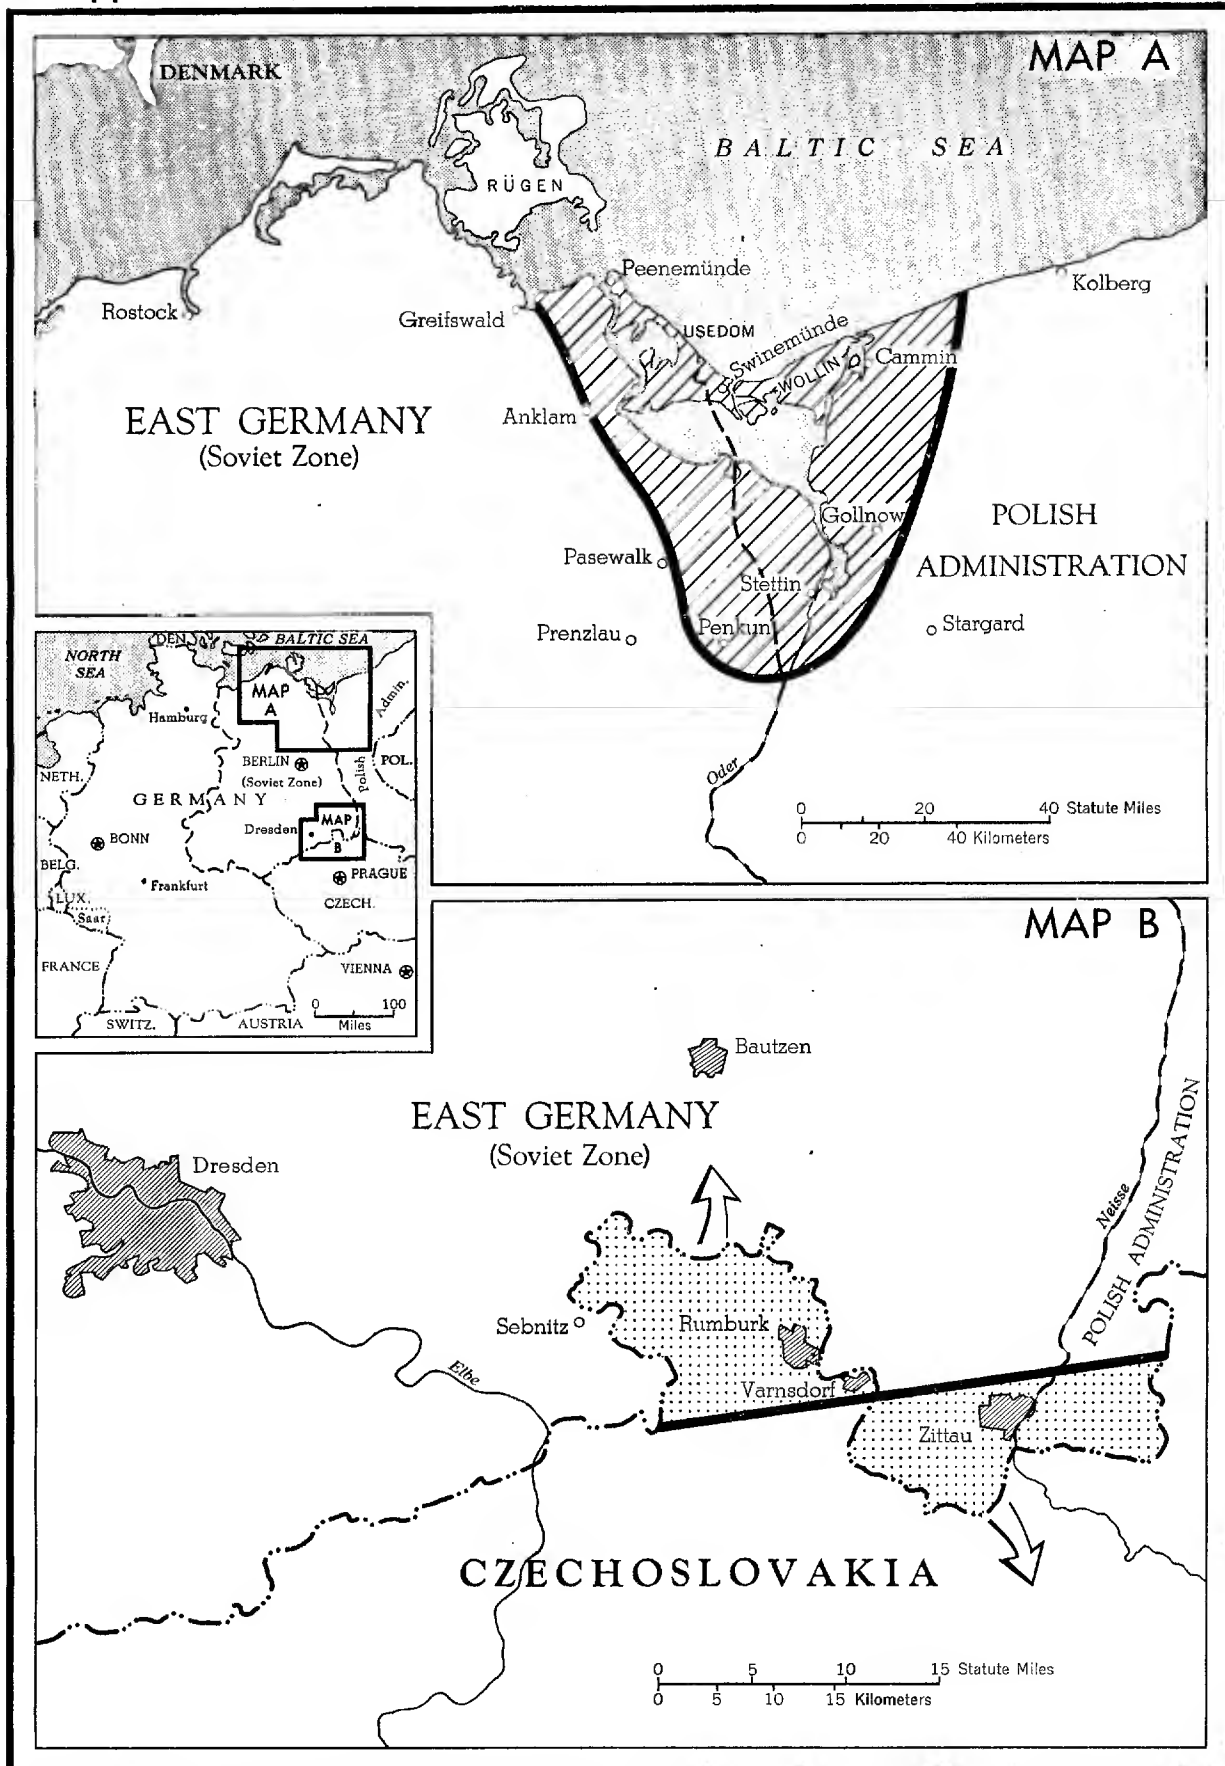 MAP A
DENMARK
BALTIC SEA
RÜGEN
Peenemünde
Kolberg
Rostock
Greifswald
USEDOM
Swinemünde
WOLLIN
Cammin
Anklam
EAST GERMANY
(Soviet Zone)
Gollnow
POLISH
ADMINISTRATION
Pasewalk
Stettin
Prenzlau
Penkun
Stargard
Oder
0 20 40 Statute Miles
0 20 40 Kilometers
NORTH
SEA
DEN.
BALTIC SEA
MAP
A
Admin.
Hamburg
BERLIN
(Soviet Zone)
Polish
POL.
NETH.
GERMANY
Dresden
MAP
B
BONN
BELG.
Frankfurt
PRAGUE
LUX.
Saar
CZECH.
FRANCE
VIENNA
0 100
Miles
SWITZ.
AUSTRIA
MAP B
Bautzen
EAST GERMANY
(Soviet Zone)
Dresden
Neisse
POLISH ADMINISTRATION
Sebnitz
Rumburk
Elbe
Varnsdorf
Zittau
CZECHOSLOVAKIA
0 5 10 15 Statute Miles
0 5 10 15 Kilometers